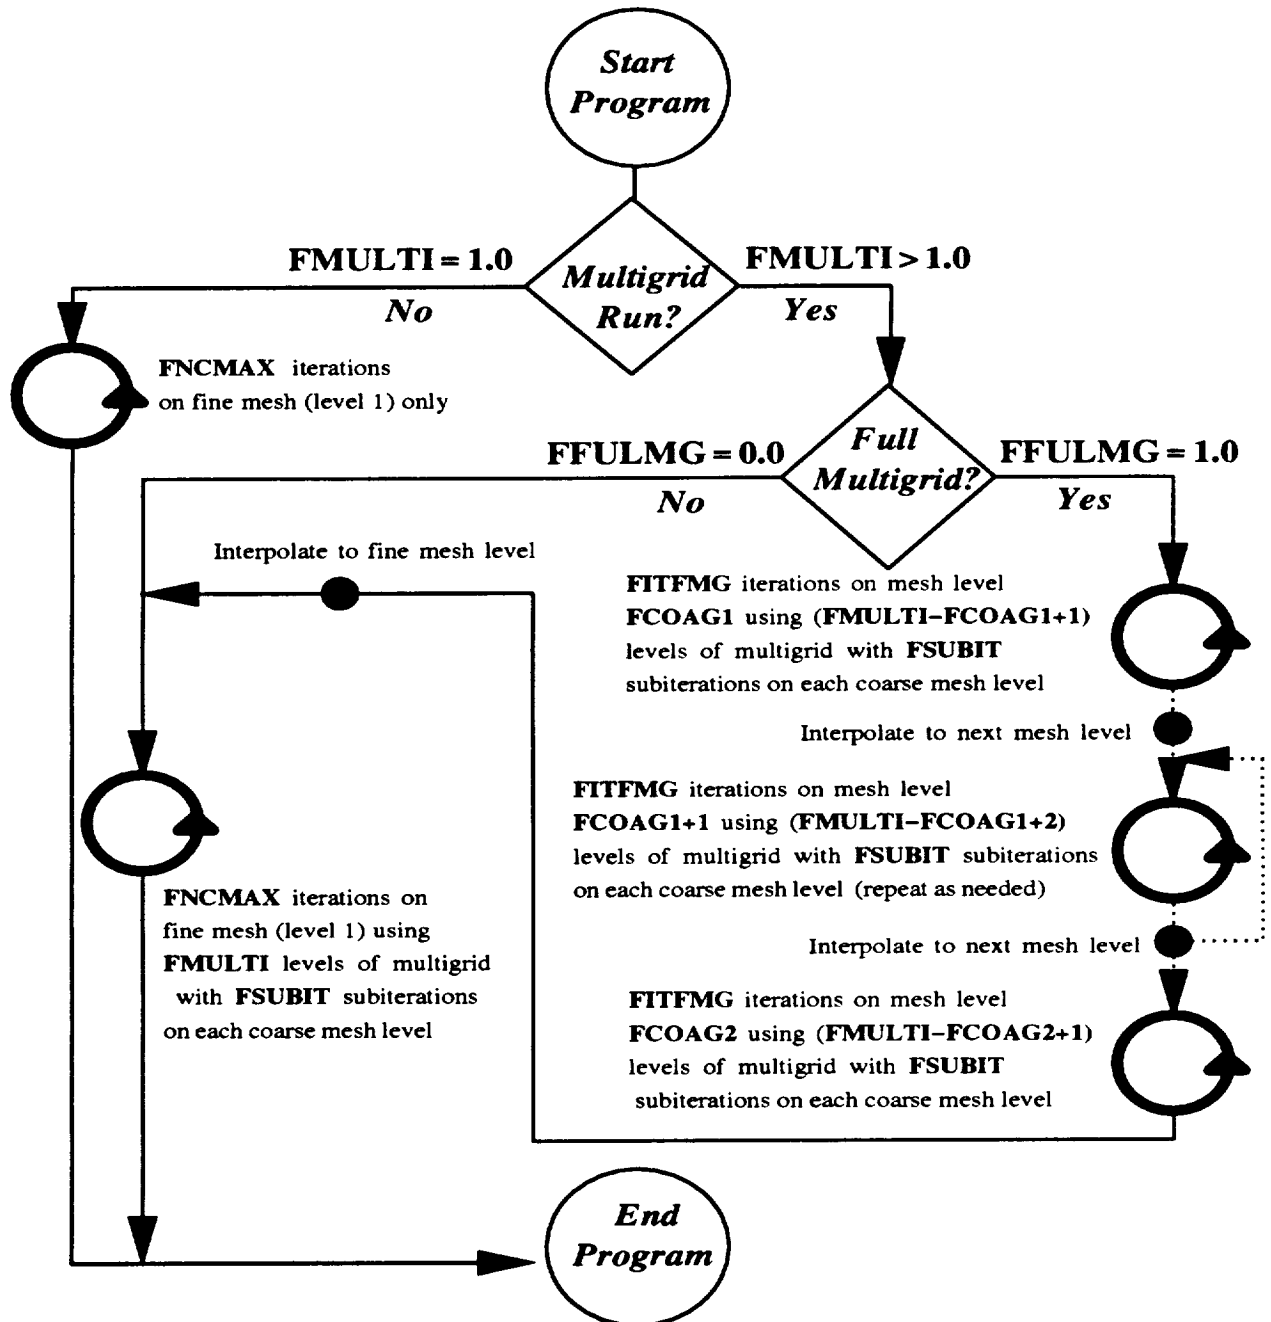 Start
Program
FMULTI = 1.0
FMULTI > 1.0
Multigrid
Run?
No
Yes
FNCMAX iterations
on fine mesh (level 1) only
FFULMG = 0.0
Full
Multigrid?
FFULMG = 1.0
No
Yes
Interpolate to fine mesh level
FITFMG iterations on mesh level
FCOAG1 using (FMULTI–FCOAG1+1)
levels of multigrid with FSUBIT
subiterations on each coarse mesh level
Interpolate to next mesh level
FITFMG iterations on mesh level
FCOAG1+1 using (FMULTI–FCOAG1+2)
levels of multigrid with FSUBIT subiterations
on each coarse mesh level (repeat as needed)
FNCMAX iterations on
fine mesh (level 1) using
FMULTI levels of multigrid
with FSUBIT subiterations
on each coarse mesh level
Interpolate to next mesh level
FITFMG iterations on mesh level
FCOAG2 using (FMULTI–FCOAG2+1)
levels of multigrid with FSUBIT
subiterations on each coarse mesh level
End
Program